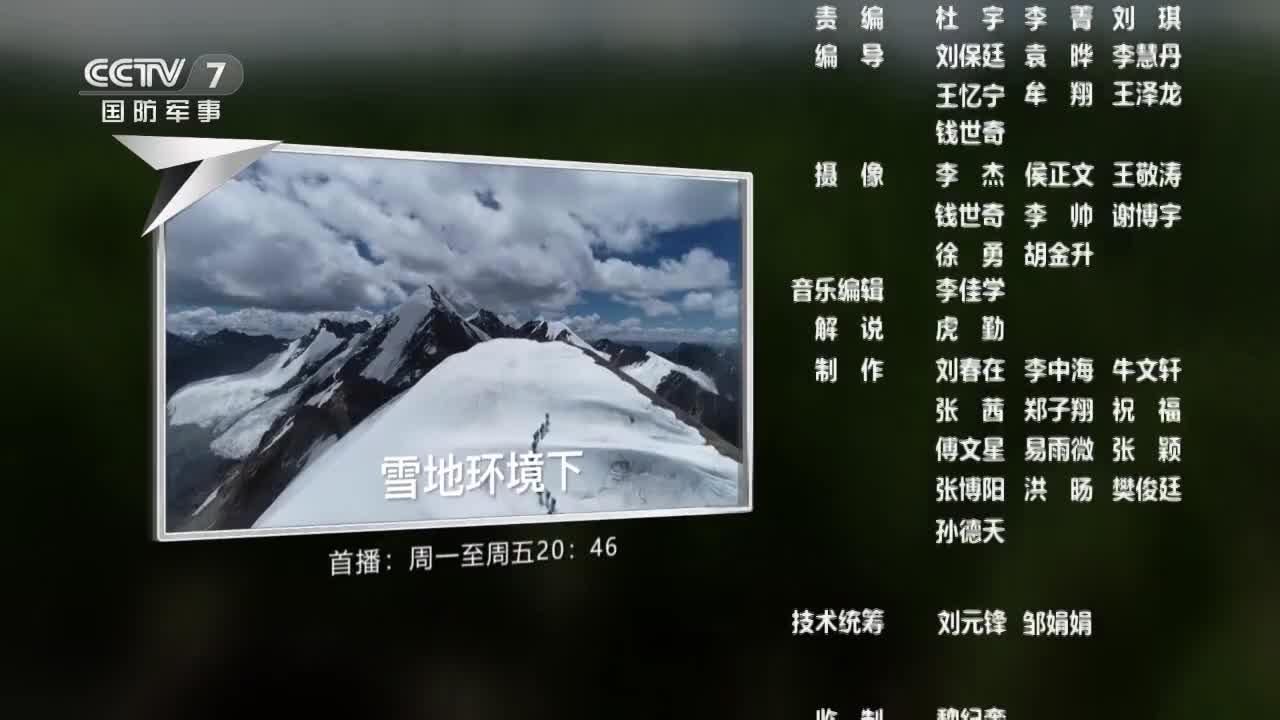 CCTV 7
国防军事
雪地环境下
首播：周一至周五20：46
责 编 杜 宇 李 菁 刘 琪
编 导 刘保廷 袁 晔 李慧丹
王忆宁 牟 翔 王泽龙
钱世奇
摄 像 李 杰 侯正文 王敬涛
钱世奇 李 帅 谢博宇
徐 勇 胡金升
音乐编辑 李佳学
解 说 虎 勤
制 作 刘春在 李中海 牛文轩
张 茜 郑子翔 祝 福
傅文星 易雨微 张 颖
张博阳 洪 旸 樊俊廷
孙德天
技术统筹 刘元锋 邹娟娟
监 制